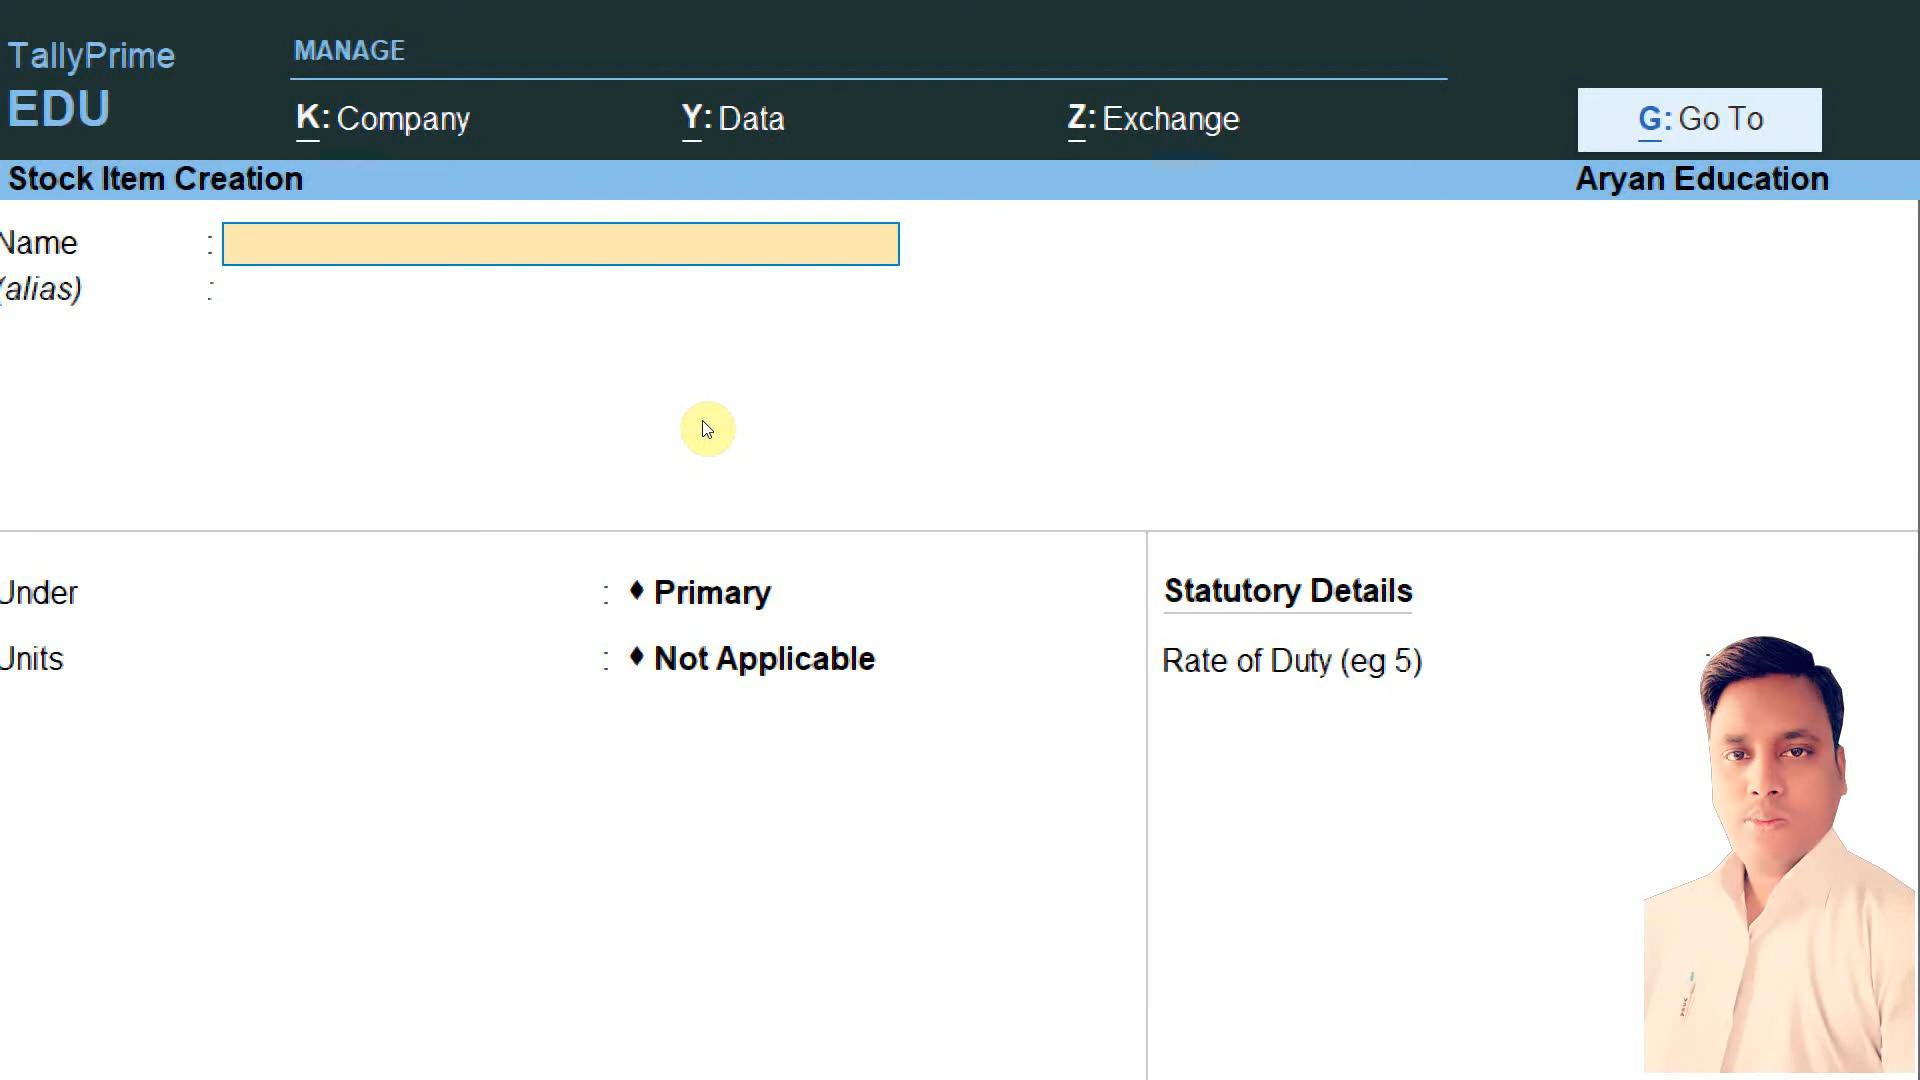 TallyPrime
EDU
MANAGE
K: Company
Y: Data
Z: Exchange
G: Go To
Stock Item Creation
Aryan Education
Name :
(alias) :
Under : ♦ Primary
Units : ♦ Not Applicable
Statutory Details
Rate of Duty (eg 5)